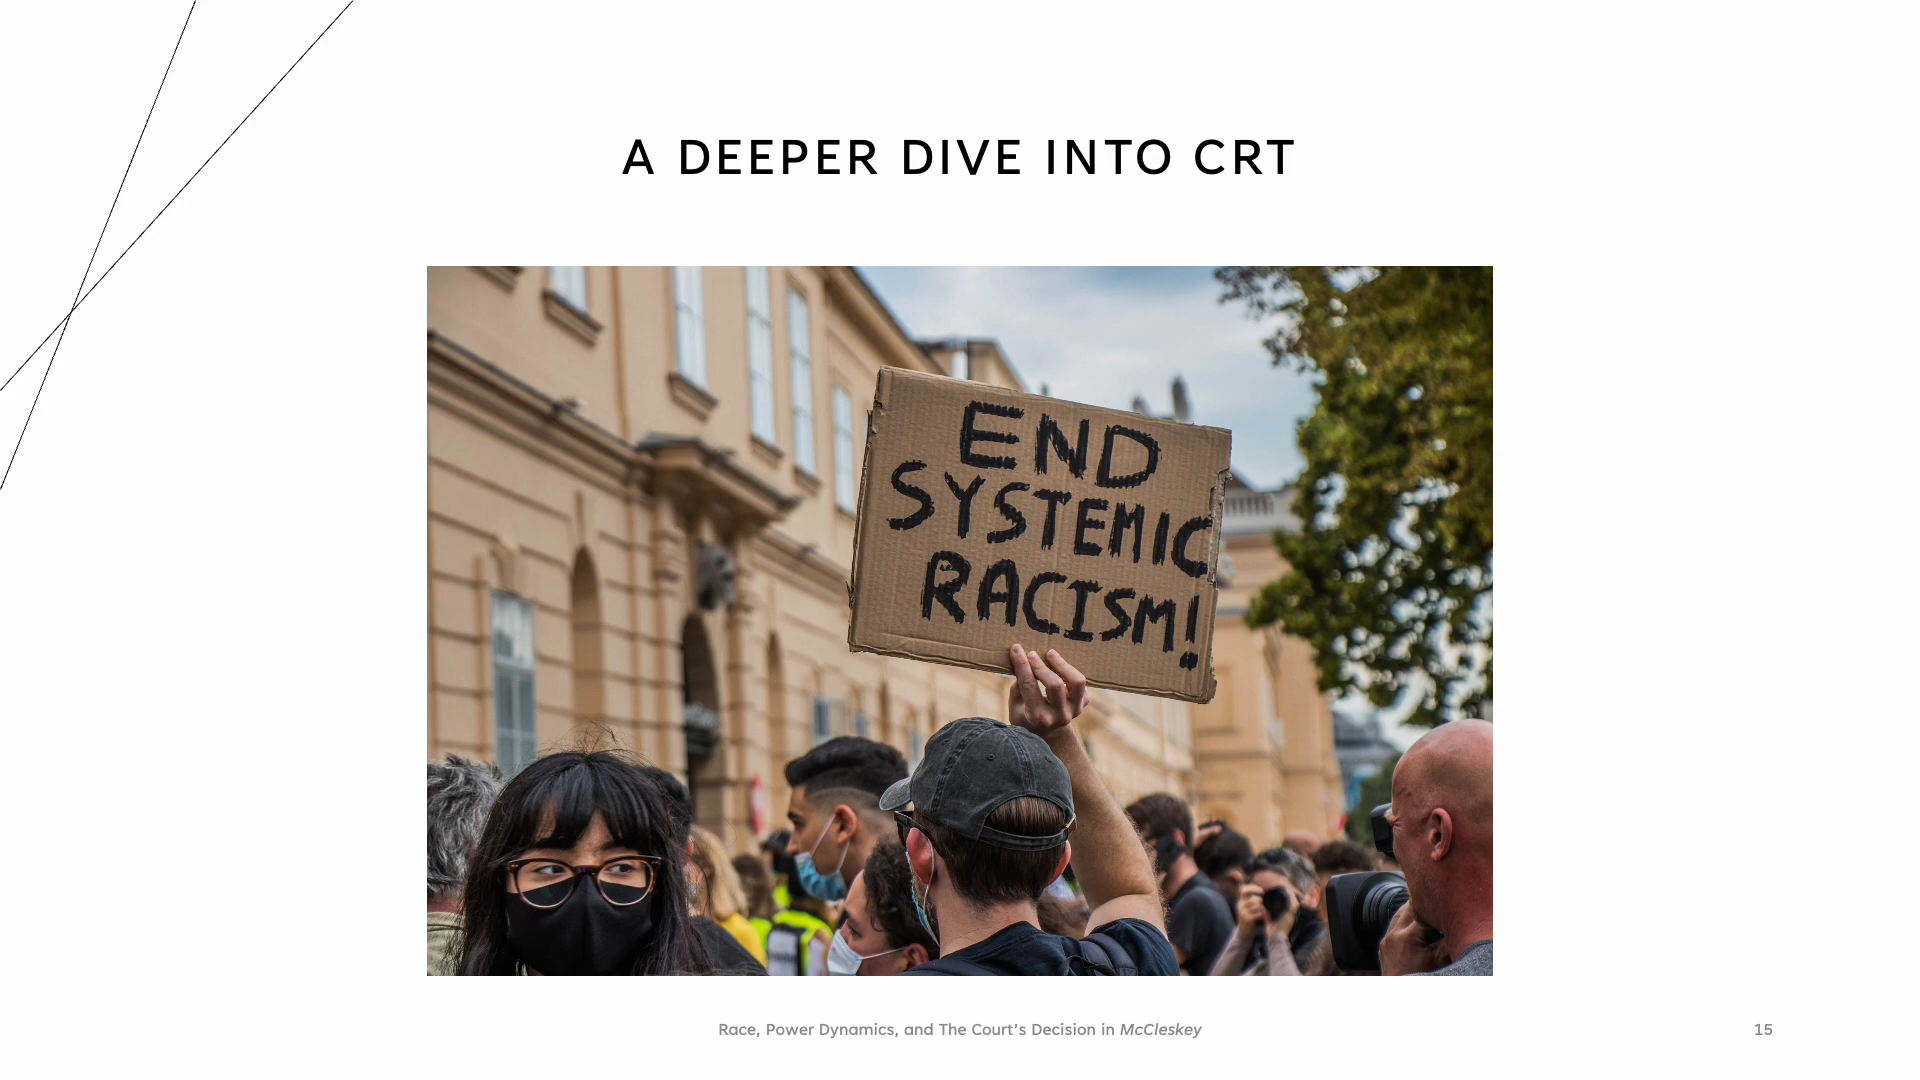 A DEEPER DIVE INTO CRT
END
SYSTEMIC
RACISM!
Race, Power Dynamics, and The Court’s Decision in McCleskey
15